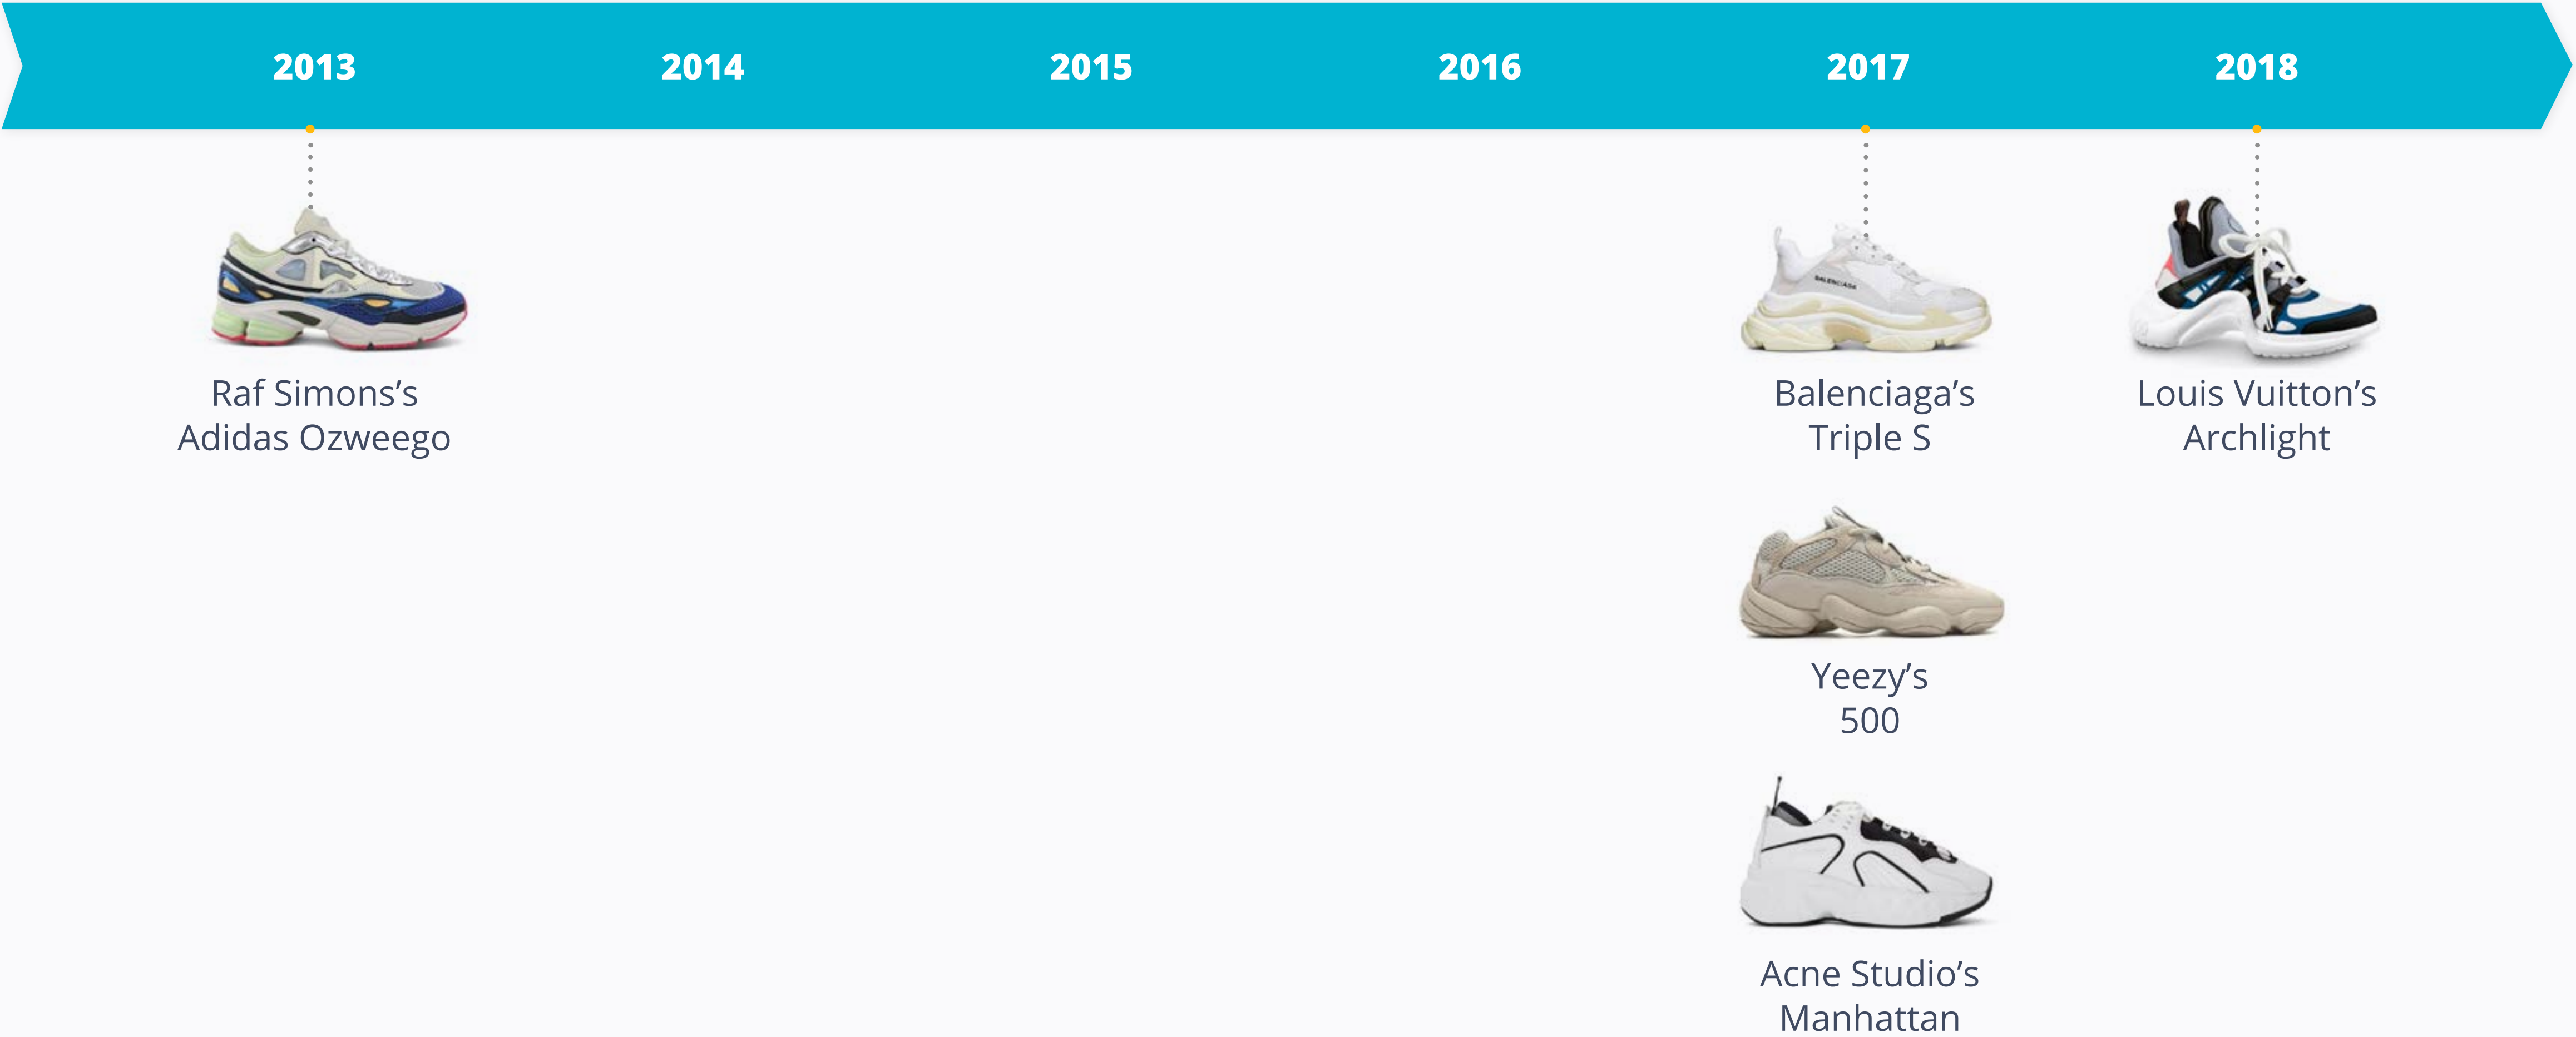 2013 2014 2015 2016 2017 2018
BALENCIAGA
Raf Simons’s
Adidas Ozweego
Balenciaga’s
Triple S
Louis Vuitton’s
Archlight
Yeezy’s
500
Acne Studio’s
Manhattan